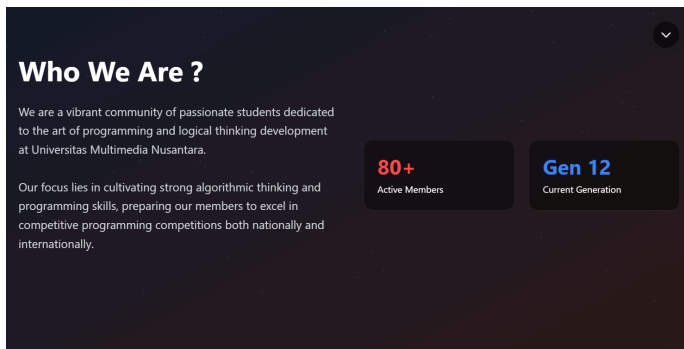 Who We Are ?
We are a vibrant community of passionate students dedicated
to the art of programming and logical thinking development
at Universitas Multimedia Nusantara.
Our focus lies in cultivating strong algorithmic thinking and
programming skills, preparing our members to excel in
competitive programming competitions both nationally and
internationally.
80+
Active Members
Gen 12
Current Generation